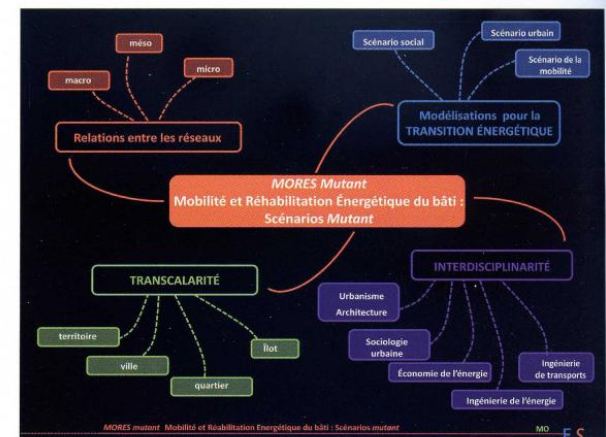 méso
macro
micro
Relations entre les réseaux
Scénario social
Scénario urbain
Scénario de la
mobilité
Modélisations pour la
TRANSITION ÉNERGÉTIQUE
MORES Mutant
Mobilité et Réhabilitation Énergétique du bâti :
Scénarios Mutant
TRANSCALARITÉ
territoire
ville
quartier
Îlot
INTERDISCIPLINARITÉ
Urbanisme
Architecture
Sociologie
urbaine
Économie de l'énergie
Ingénierie de l'énergie
Ingénierie
de transports
MORES mutant Mobilité et Réabilitation Énergetique du bâti : Scénarios mutant
MO
E S